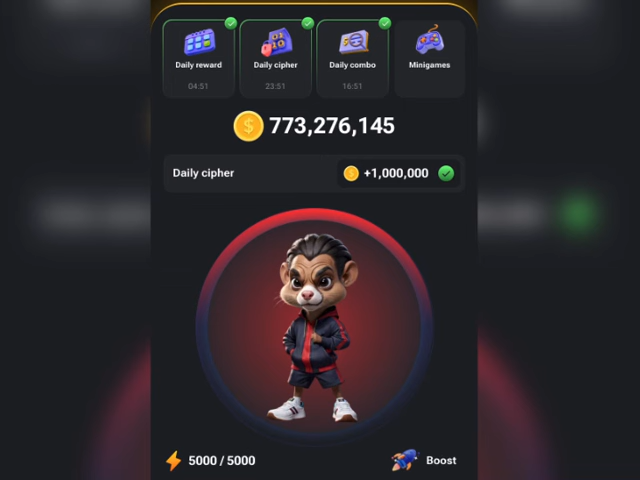 Daily reward
04:51
Daily cipher
23:51
Daily combo
16:51
Minigames
773,276,145
Daily cipher
+1,000,000
5000 / 5000
Boost